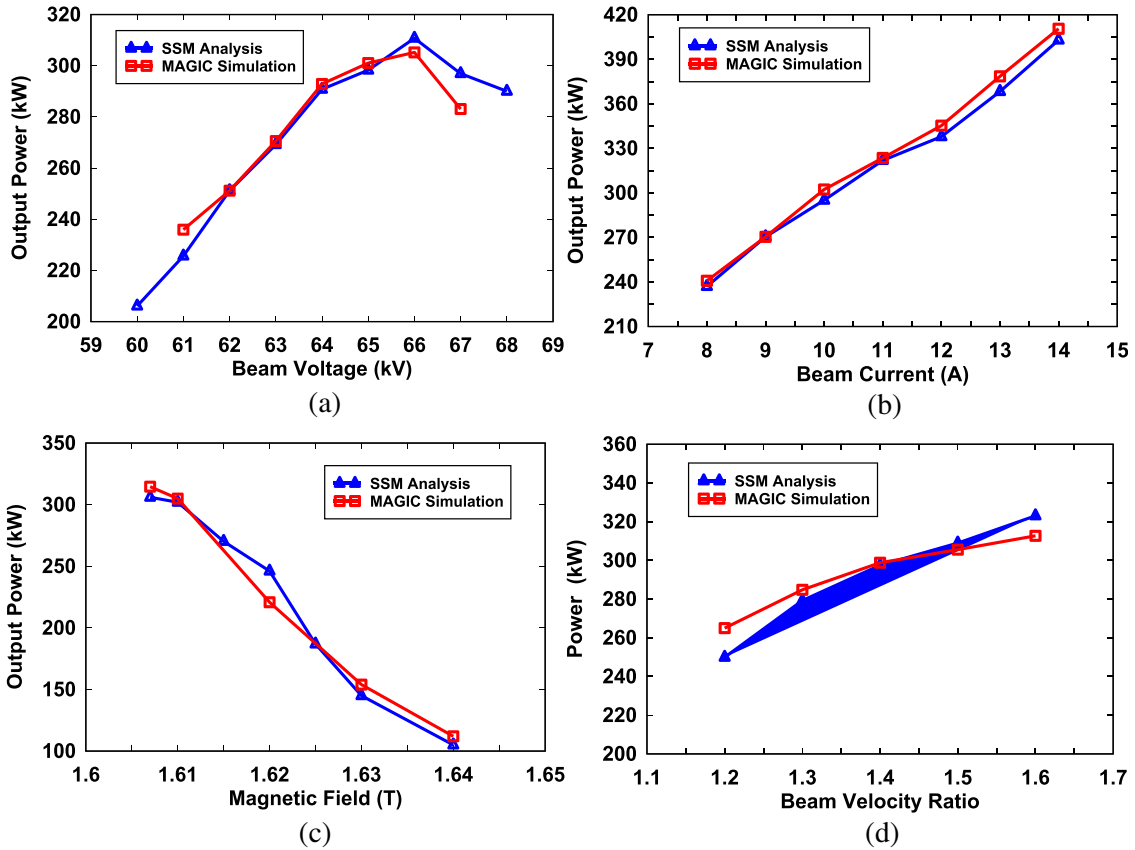 320
300
280
260
240
220
200
Output Power (kW)
SSM Analysis
MAGIC Simulation
59 60 61 62 63 64 65 66 67 68 69
Beam Voltage (kV)
(a)
420
390
360
330
300
270
240
210
Output Power (kW)
SSM Analysis
MAGIC Simulation
7 8 9 10 11 12 13 14 15
Beam Current (A)
(b)
350
300
250
200
150
100
Output Power (kW)
SSM Analysis
MAGIC Simulation
1.6 1.61 1.62 1.63 1.64 1.65
Magnetic Field (T)
(c)
360
340
320
300
280
260
240
220
200
Power (kW)
SSM Analysis
MAGIC Simulation
1.1 1.2 1.3 1.4 1.5 1.6 1.7
Beam Velocity Ratio
(d)